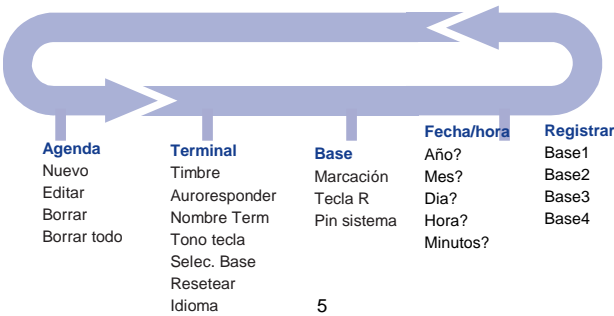 Agenda
Nuevo
Editar
Borrar
Borrar todo
Terminal
Timbre
Auroresponder
Nombre Term
Tono tecla
Selec. Base
Resetear
Idioma
Base
Marcación
Tecla R
Pin sistema
Fecha/hora
Año?
Mes?
Dia?
Hora?
Minutos?
Registrar
Base1
Base2
Base3
Base4
5